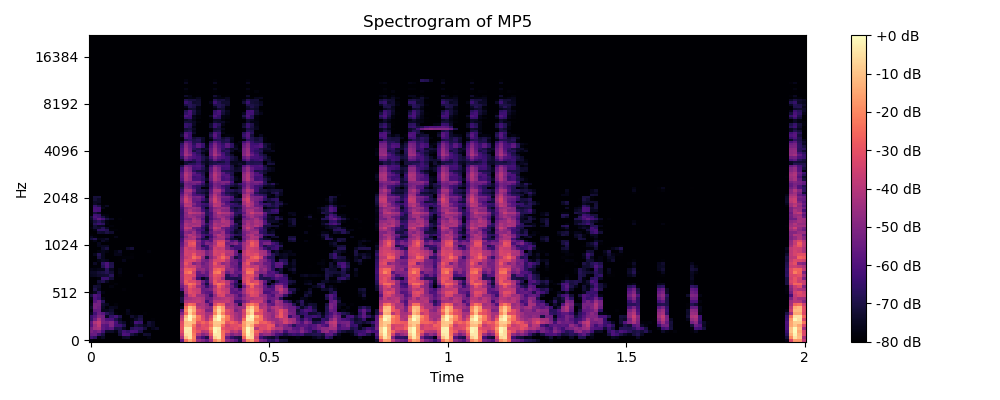 Spectrogram of MP5
Hz
16384
8192
4096
2048
1024
512
0
0
0.5
1
1.5
2
Time
+0 dB
-10 dB
-20 dB
-30 dB
-40 dB
-50 dB
-60 dB
-70 dB
-80 dB